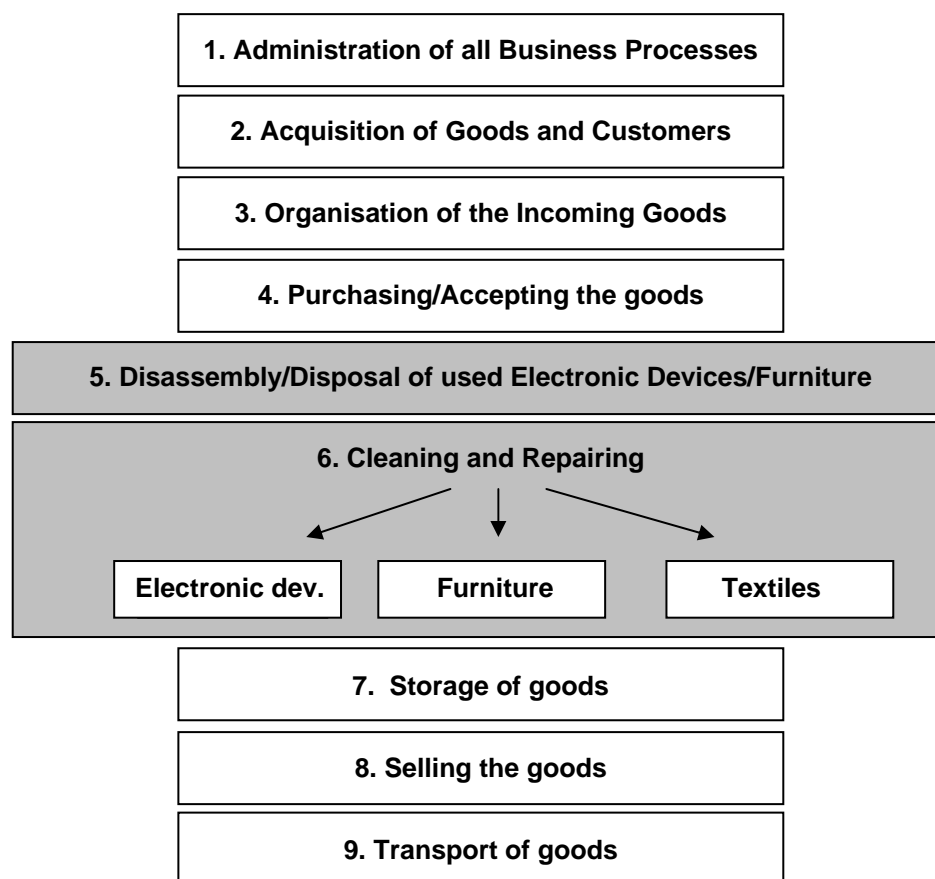 1. Administration of all Business Processes
2. Acquisition of Goods and Customers
3. Organisation of the Incoming Goods
4. Purchasing/Accepting the goods
5. Disassembly/Disposal of used Electronic Devices/Furniture
6. Cleaning and Repairing
Electronic dev. Furniture Textiles
7. Storage of goods
8. Selling the goods
9. Transport of goods